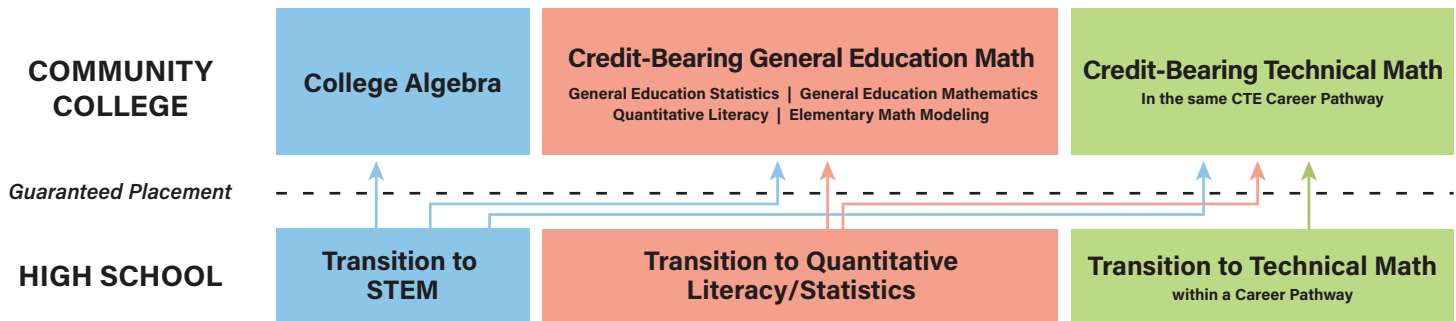 COMMUNITY
COLLEGE
College Algebra
Credit-Bearing General Education Math
General Education Statistics | General Education Mathematics
Quantitative Literacy | Elementary Math Modeling
Credit-Bearing Technical Math
In the same CTE Career Pathway
Guaranteed Placement
HIGH SCHOOL
Transition to
STEM
Transition to Quantitative
Literacy/Statistics
Transition to Technical Math
within a Career Pathway